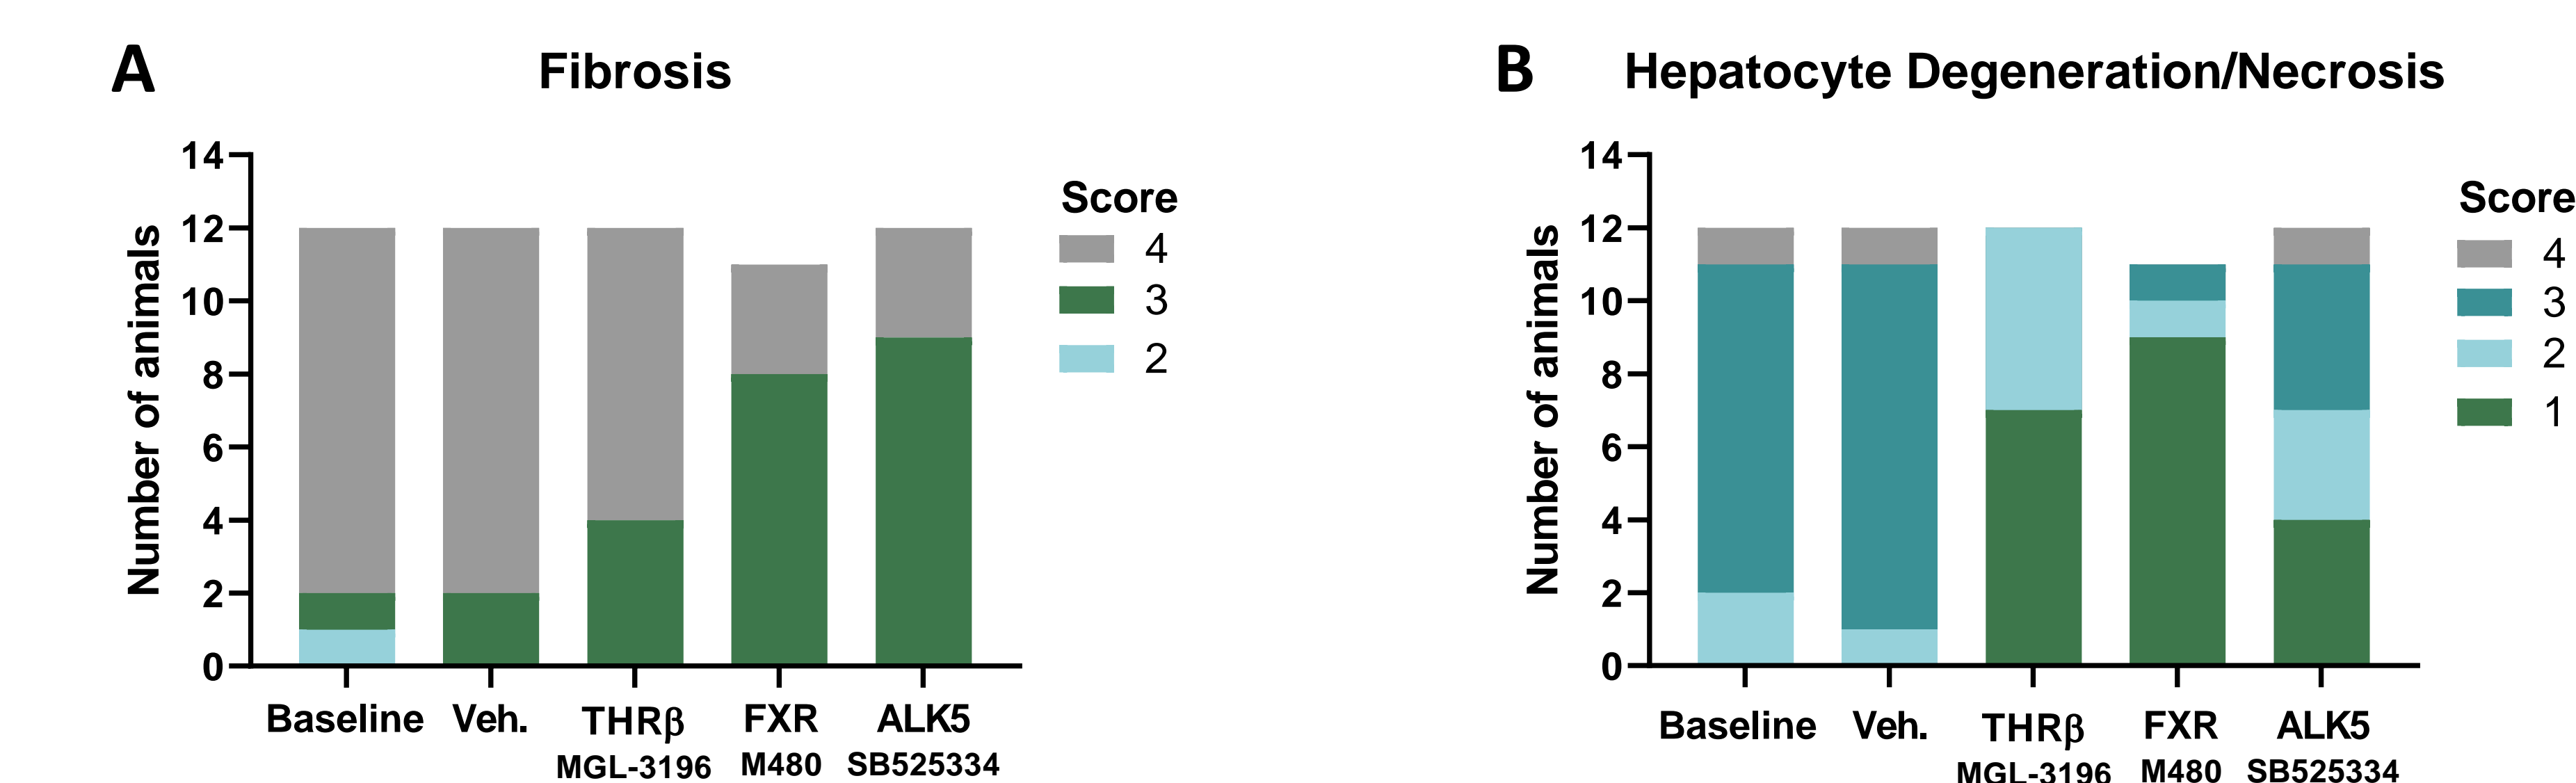 A
Fibrosis
Number of animals
14
12
10
8
6
4
2
0
Baseline
Veh.
THRβ
MGL-3196
FXR
M480
ALK5
SB525334
Score
4
3
2
B
Hepatocyte Degeneration/Necrosis
Number of animals
14
12
10
8
6
4
2
0
Baseline
Veh.
THRβ
MGL-3196
FXR
M480
ALK5
SB525334
Score
4
3
2
1